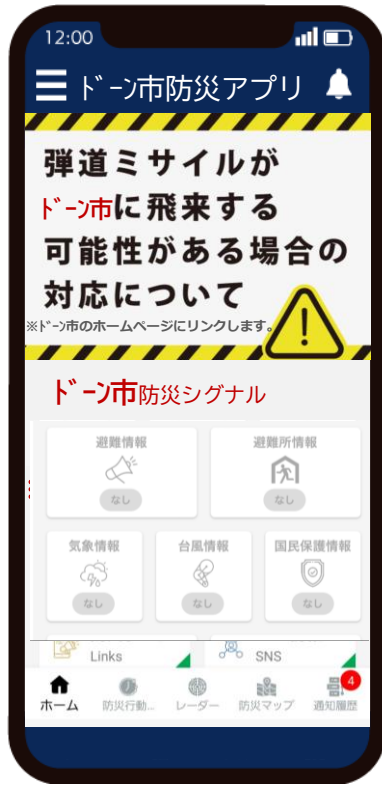 12:00
ドーン市防災アプリ
弾道ミサイルが
ドーン市に飛来する
可能性がある場合の
対応について
※ドーン市のホームページにリンクします。
ドーン市防災シグナル
避難情報 避難所情報
なし なし
気象情報 台風情報 国民保護情報
なし なし なし
Links SNS
4
ホーム 防災行動... レーダー 防災マップ 通知履歴